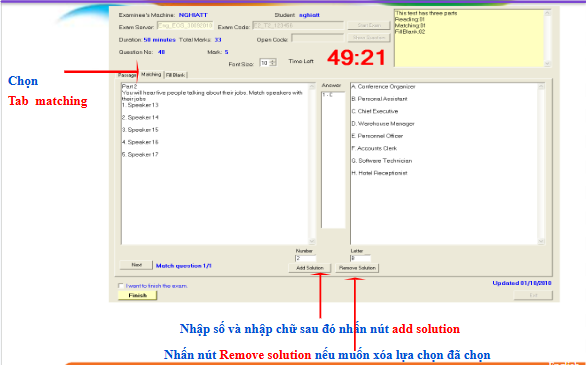 Examinee's Machine: NGHIATT Student nghiatt
Exam Server Exam Code:
Duration: 50 minutes Total Marks: 33 Open Code:
Question No: 48 Mark: 5
Font Size: 10 Time Left
49:21
This text has three parts
Reading:01
Matching:01
FillBlank:02
Chọn
Tab matching
Passage Matching Fill Blank
Part 2
You will hear five people talking about their jobs. Match speakers with
their jobs
1. Speaker 13
2. Speaker 14
3. Speaker 15
4. Speaker 16
5. Speaker 17
Answer
1 - E
A. Conference Organizer
B. Personal Assistant
C. Chief Executive
D. Warehouse Manager
E. Personnel Officer
F. Accounts Clerk
G. Software Technician
H. Hotel Receptionist
Number Letter
2 B
Next Match question 1/1 Add Solution Remove Solution
I want to finish the exam. Updated 01/10/2010
Finish Exit
Nhập số và nhập chữ sau đó nhấn nút add solution
Nhấn nút Remove solution nếu muốn xóa lựa chọn đã chọn
English